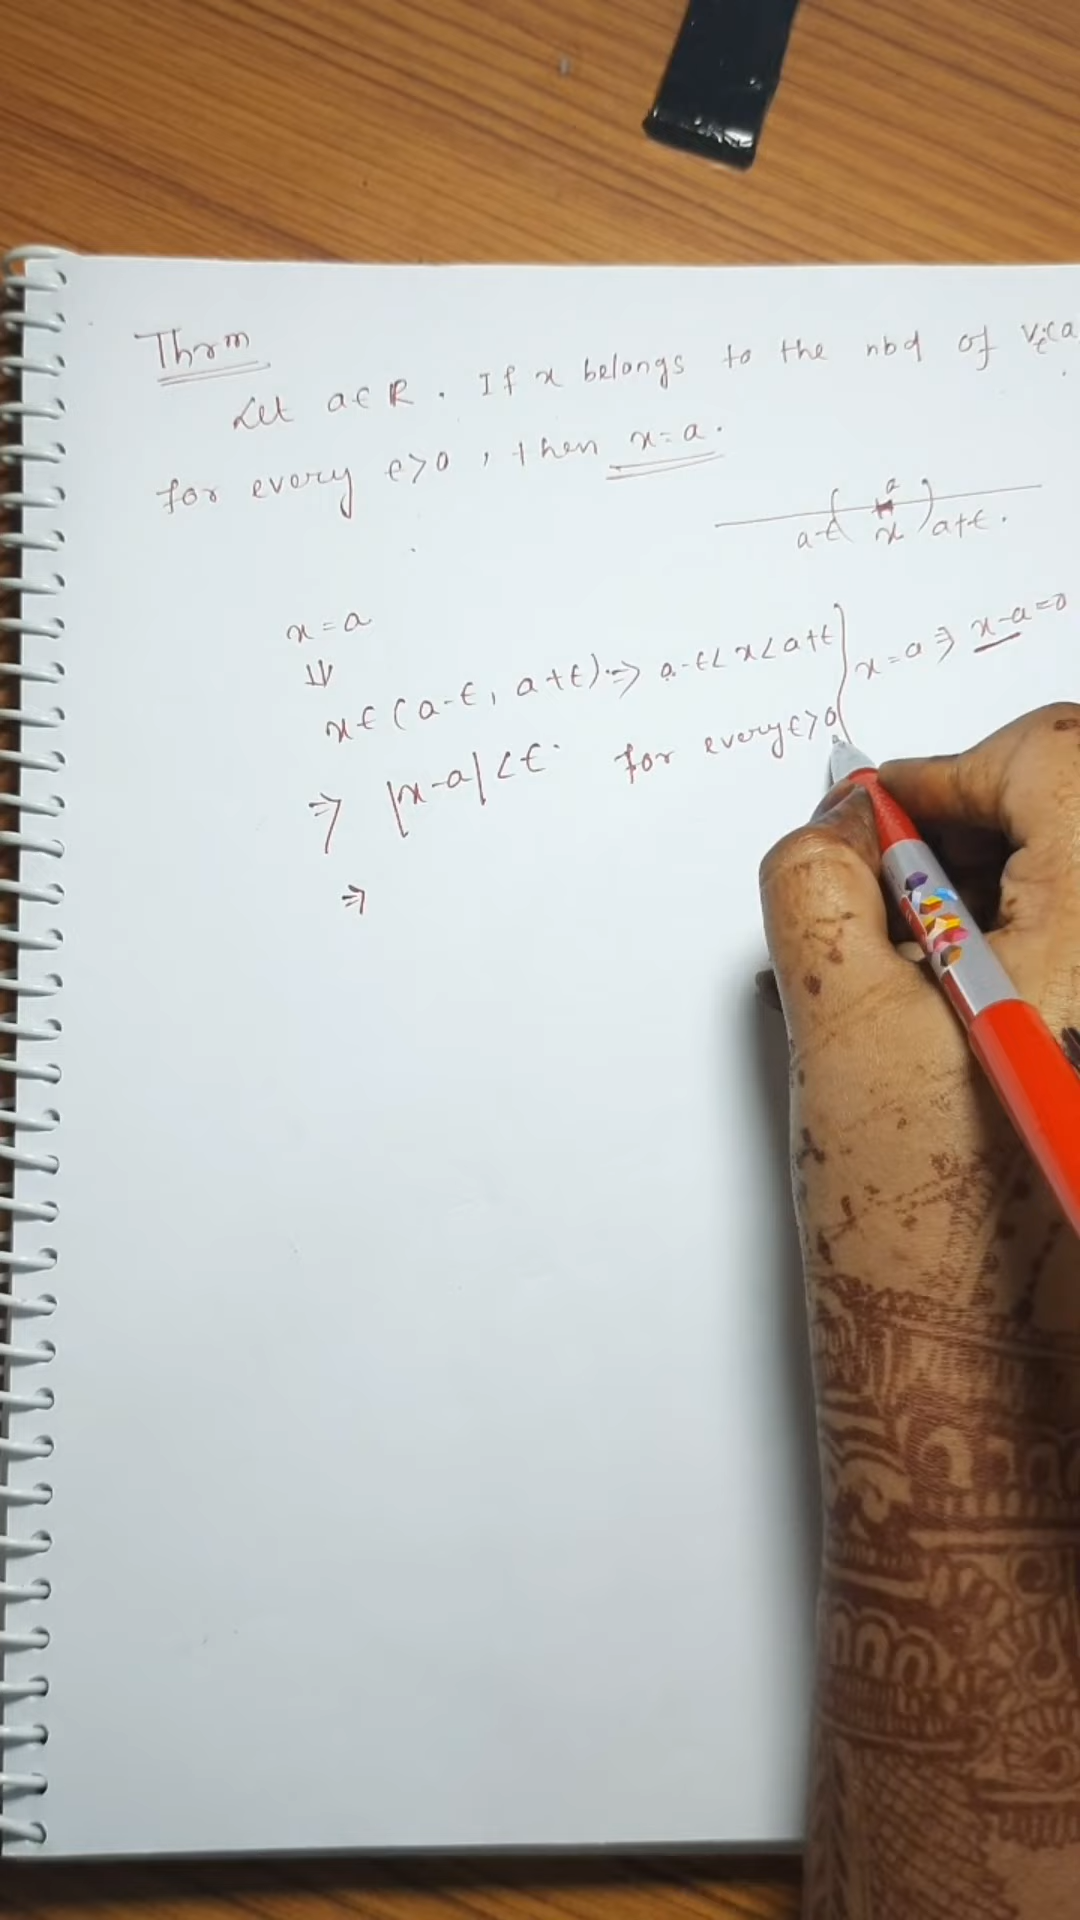 Thrm
Let a∈R. If x belongs to the nbd of Vε(a
for every ε>0, then x=a.
a
a-ε x a+ε.
x=a
⇓
x∈(a-ε, a+ε).⇒ a-ε<x<a+ε
x=a⇒ x-a=0
⇒ |x-a|<ε. for every ε>0
⇒